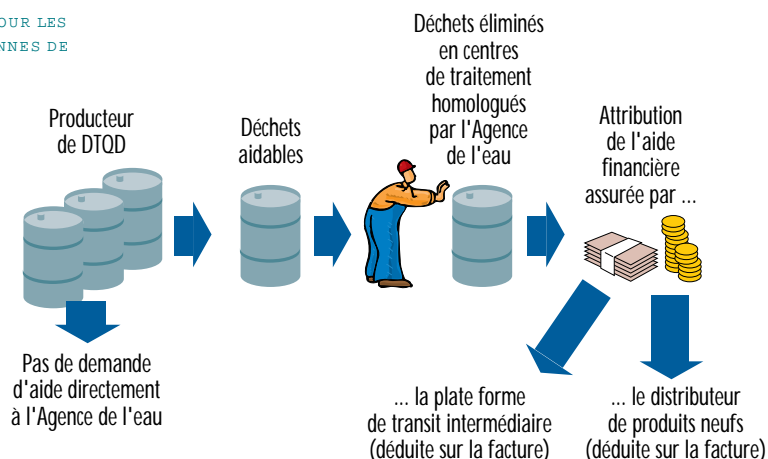 NNES DE
Producteur
de DTQD
Déchets
aidables
Déchets éliminés
en centres
de traitement
homologués
par l'Agence
de l'eau
Attribution
de l'aide
financière
assurée par ...
Pas de demande
d'aide directement
à l'Agence de l'eau
... la plate forme
de transit intermédiaire
(déduite sur la facture)
... le distributeur
de produits neufs
(déduite sur la facture)